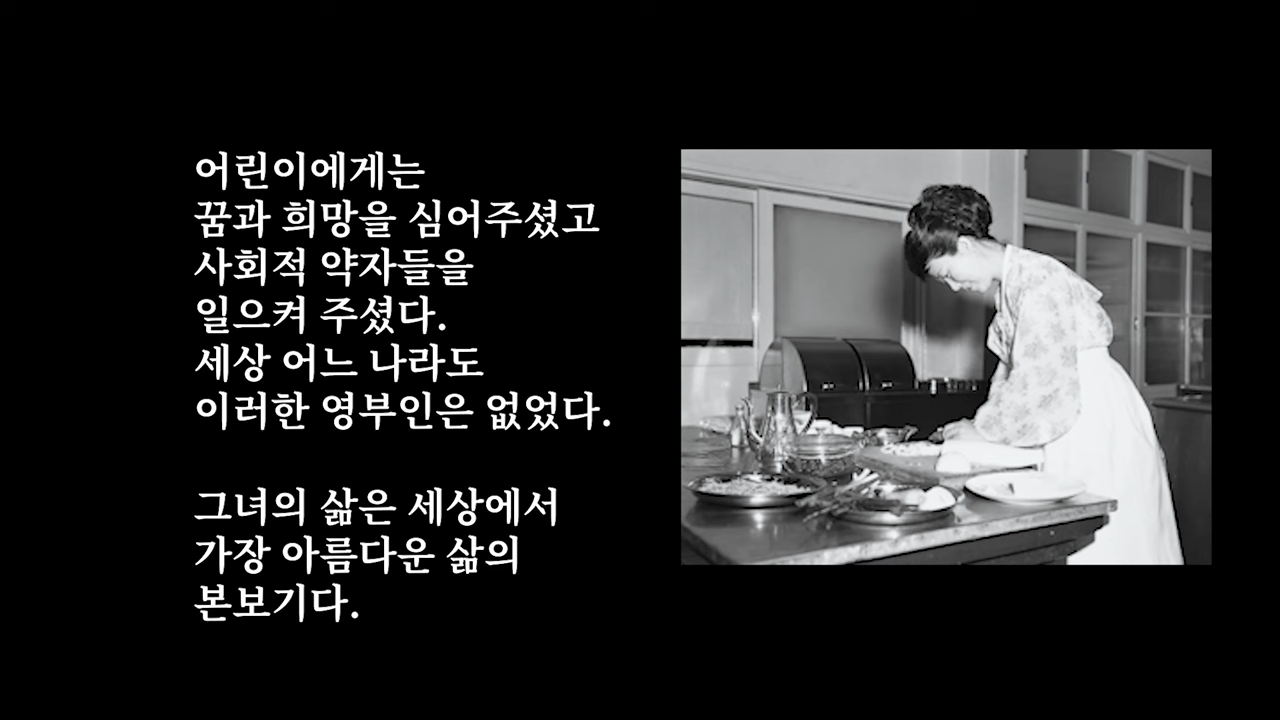 어린이에게는
꿈과 희망을 심어주셨고
사회적 약자들을
일으켜 주셨다.
세상 어느 나라도
이러한 영부인은 없었다.
그녀의 삶은 세상에서
가장 아름다운 삶의
본보기다.